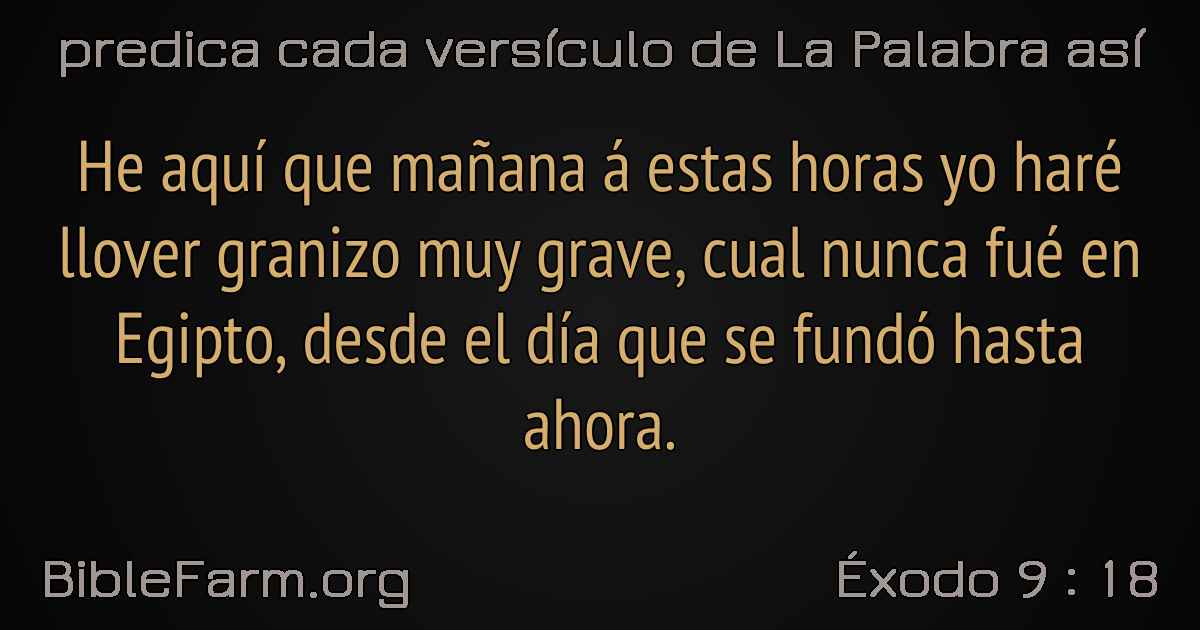 predica cada versículo de La Palabra así
He aquí que mañana á estas horas yo haré
llover granizo muy grave, cual nunca fué en
Egipto, desde el día que se fundó hasta
ahora.
BibleFarm.org
Éxodo 9 : 18